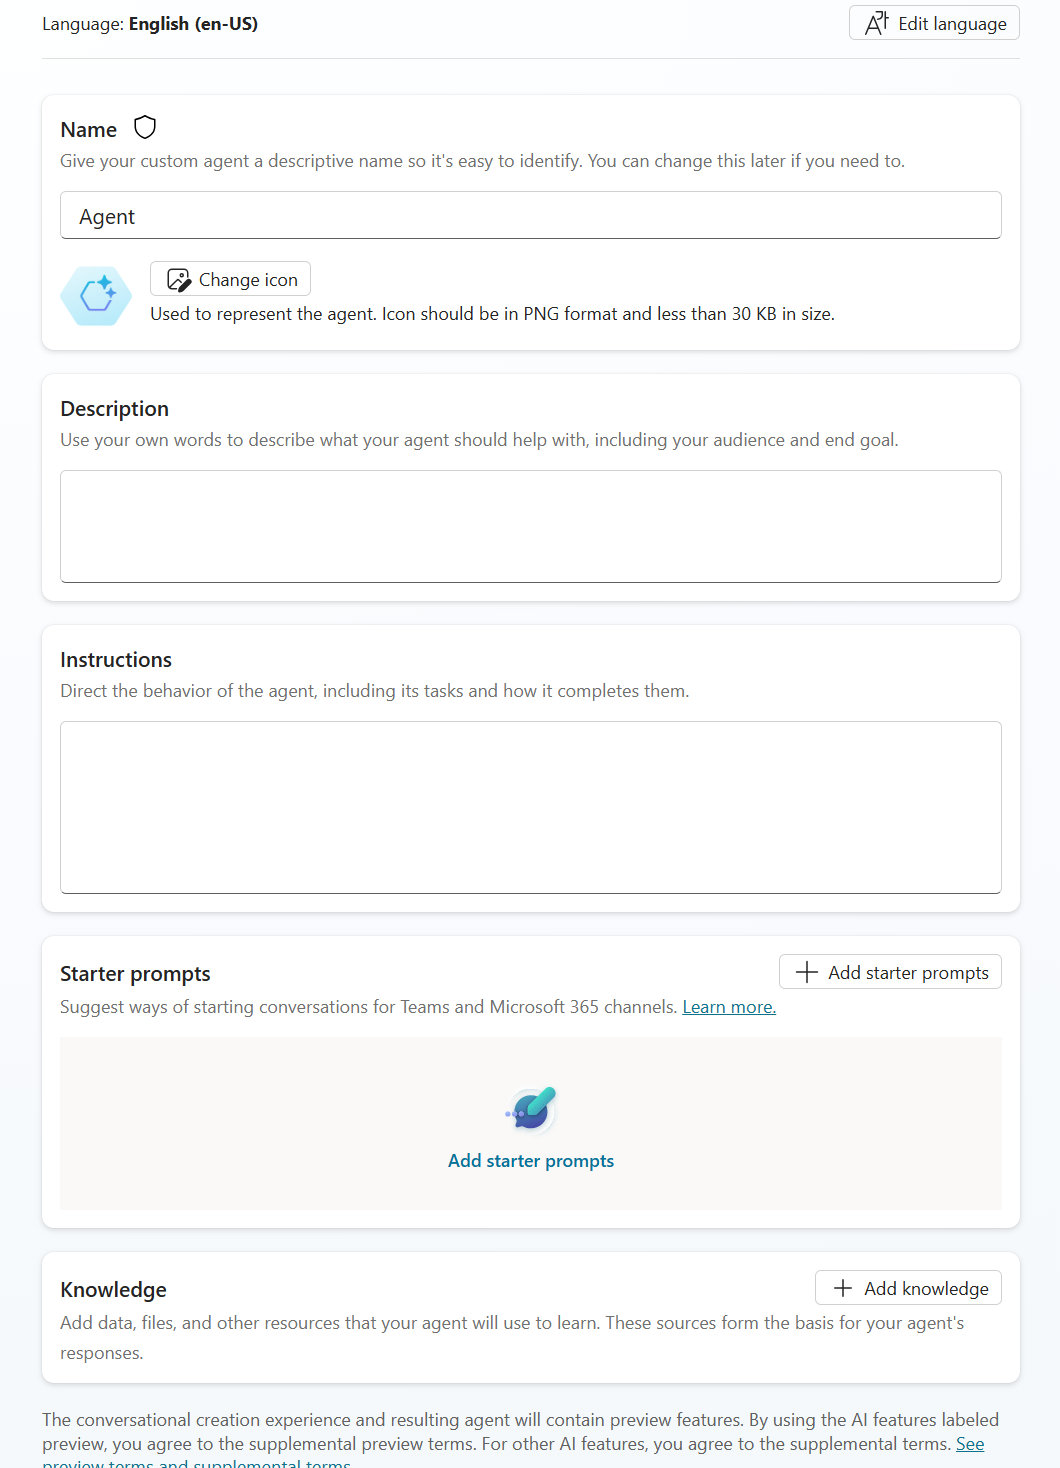 Language: English (en-US)
Edit language
Name
Give your custom agent a descriptive name so it's easy to identify. You can change this later if you need to.
Agent
Change icon
Used to represent the agent. Icon should be in PNG format and less than 30 KB in size.
Description
Use your own words to describe what your agent should help with, including your audience and end goal.
Instructions
Direct the behavior of the agent, including its tasks and how it completes them.
Starter prompts
Add starter prompts
Suggest ways of starting conversations for Teams and Microsoft 365 channels. Learn more.
Add starter prompts
Knowledge
Add knowledge
Add data, files, and other resources that your agent will use to learn. These sources form the basis for your agent's
responses.
The conversational creation experience and resulting agent will contain preview features. By using the AI features labeled
preview, you agree to the supplemental preview terms. For other AI features, you agree to the supplemental terms. See
preview terms and supplemental terms.